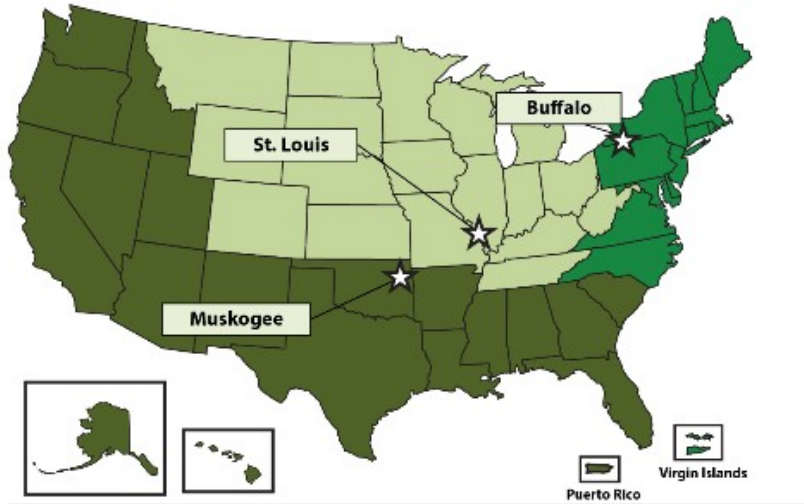 Buffalo
St. Louis
Muskogee
Virgin Islands
Puerto Rico